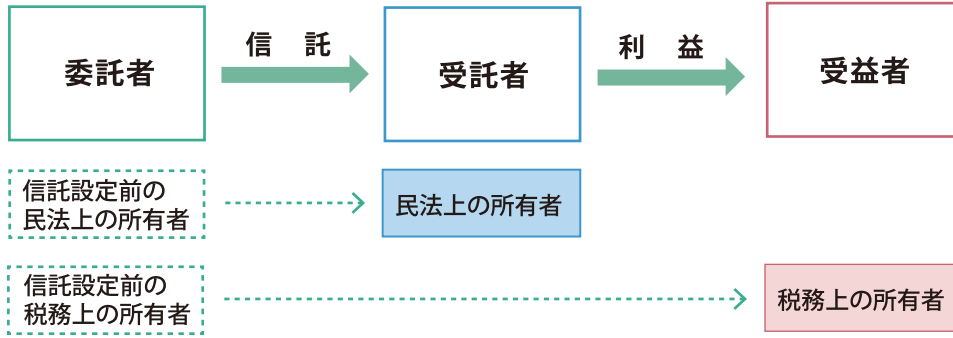 委託者
信託
受託者
利益
受益者
信託設定前の
民法上の所有者
民法上の所有者
信託設定前の
税務上の所有者
税務上の所有者